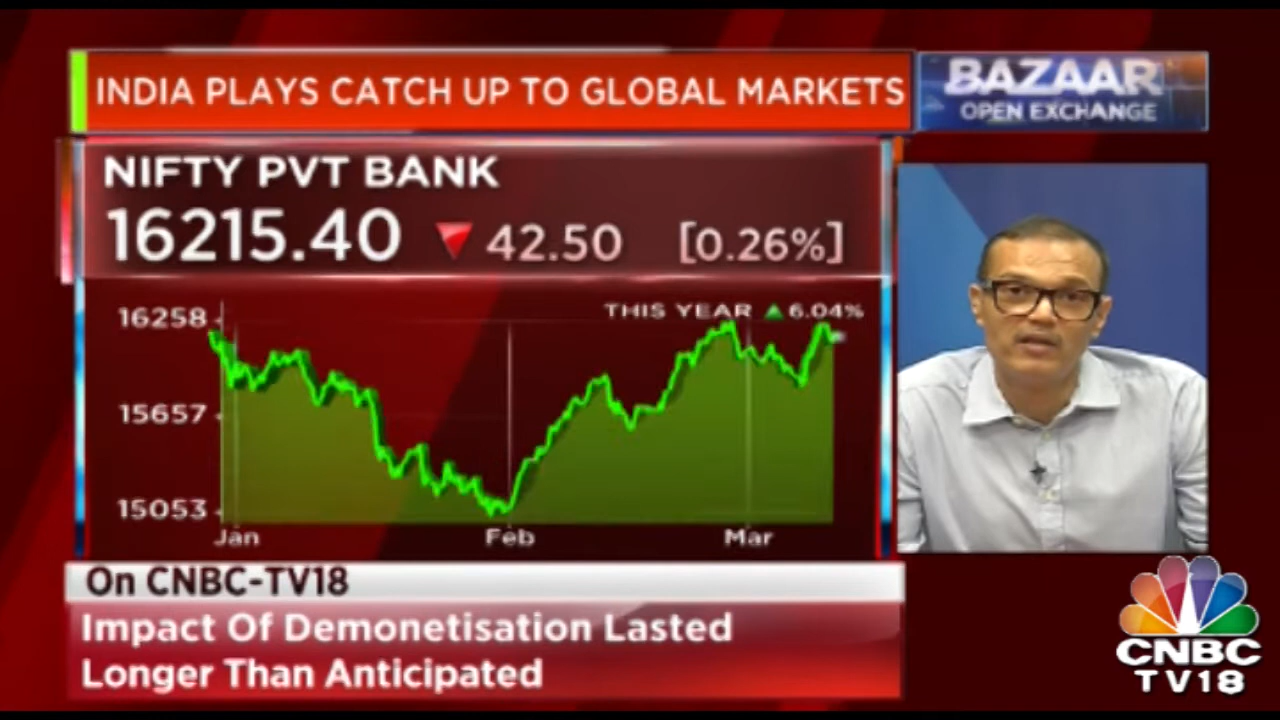 INDIA PLAYS CATCH UP TO GLOBAL MARKETS
BAZAAR
OPEN EXCHANGE
NIFTY PVT BANK
16215.40 ▼ 42.50 [0.26%]
THIS YEAR ▲ 6.04%
16258
15657
15053
Jan Feb Mar
On CNBC-TV18
Impact Of Demonetisation Lasted
Longer Than Anticipated
CNBC
TV18